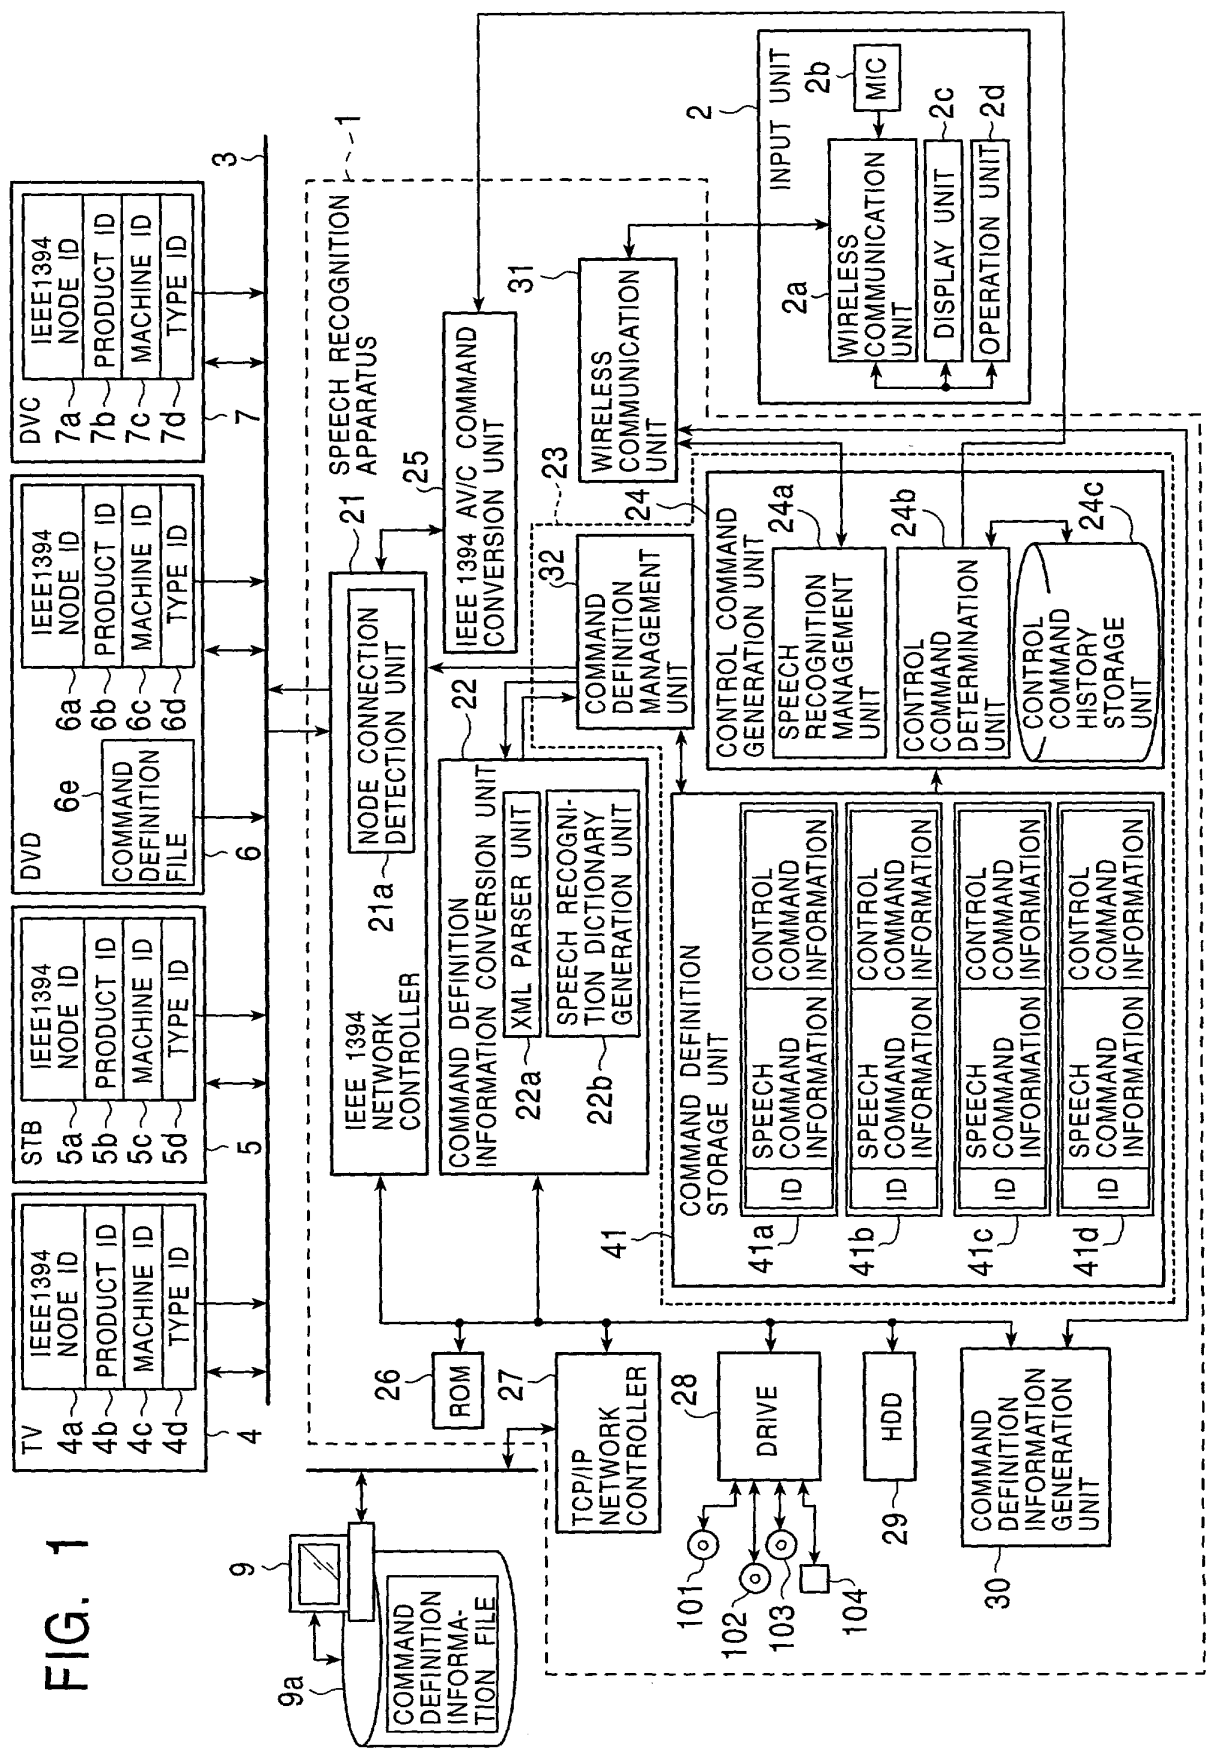 FIG. 1
TV
IEEE1394
NODE ID
PRODUCT ID
MACHINE ID
TYPE ID
4a
4b
4c
4d
4
STB
IEEE1394
NODE ID
PRODUCT ID
MACHINE ID
TYPE ID
5a
5b
5c
5d
5
DVD
COMMAND
DEFINITION
FILE
6e
IEEE1394
NODE ID
PRODUCT ID
MACHINE ID
TYPE ID
6a
6b
6c
6d
6
DVC
IEEE1394
NODE ID
PRODUCT ID
MACHINE ID
TYPE ID
7a
7b
7c
7d
7
3
9
9a
COMMAND
DEFINITION
INFORMA-
TION FILE
SPEECH RECOGNITION
APPARATUS
1
IEEE 1394
NETWORK
CONTROLLER
NODE CONNECTION
DETECTION UNIT
21a
21
COMMAND DEFINITION
INFORMATION CONVERSION UNIT
22
XML PARSER UNIT
22a
SPEECH RECOGNI-
TION DICTIONARY
GENERATION UNIT
22b
25
IEEE 1394 AV/C COMMAND
CONVERSION UNIT
COMMAND
DEFINITION
MANAGEMENT
UNIT
32
23
31
WIRELESS
COMMUNICATION
UNIT
2
INPUT UNIT
2a
WIRELESS
COMMUNICATION
UNIT
2b
MIC
DISPLAY UNIT
2c
OPERATION UNIT
2d
26
ROM
27
TCP/IP
NETWORK
CONTROLLER
28
DRIVE
101
102
103
104
HDD
29
COMMAND
DEFINITION
INFORMATION
GENERATION
UNIT
30
41
COMMAND DEFINITION
STORAGE UNIT
41a
ID
SPEECH
COMMAND
INFORMATION
CONTROL
COMMAND
INFORMATION
41b
ID
SPEECH
COMMAND
INFORMATION
CONTROL
COMMAND
INFORMATION
41c
ID
SPEECH
COMMAND
INFORMATION
CONTROL
COMMAND
INFORMATION
41d
ID
SPEECH
COMMAND
INFORMATION
CONTROL
COMMAND
INFORMATION
24
CONTROL COMMAND
GENERATION UNIT
SPEECH
RECOGNITION
MANAGEMENT
UNIT
24a
CONTROL
COMMAND
DETERMINATION
UNIT
24b
CONTROL
COMMAND
HISTORY
STORAGE
UNIT
24c